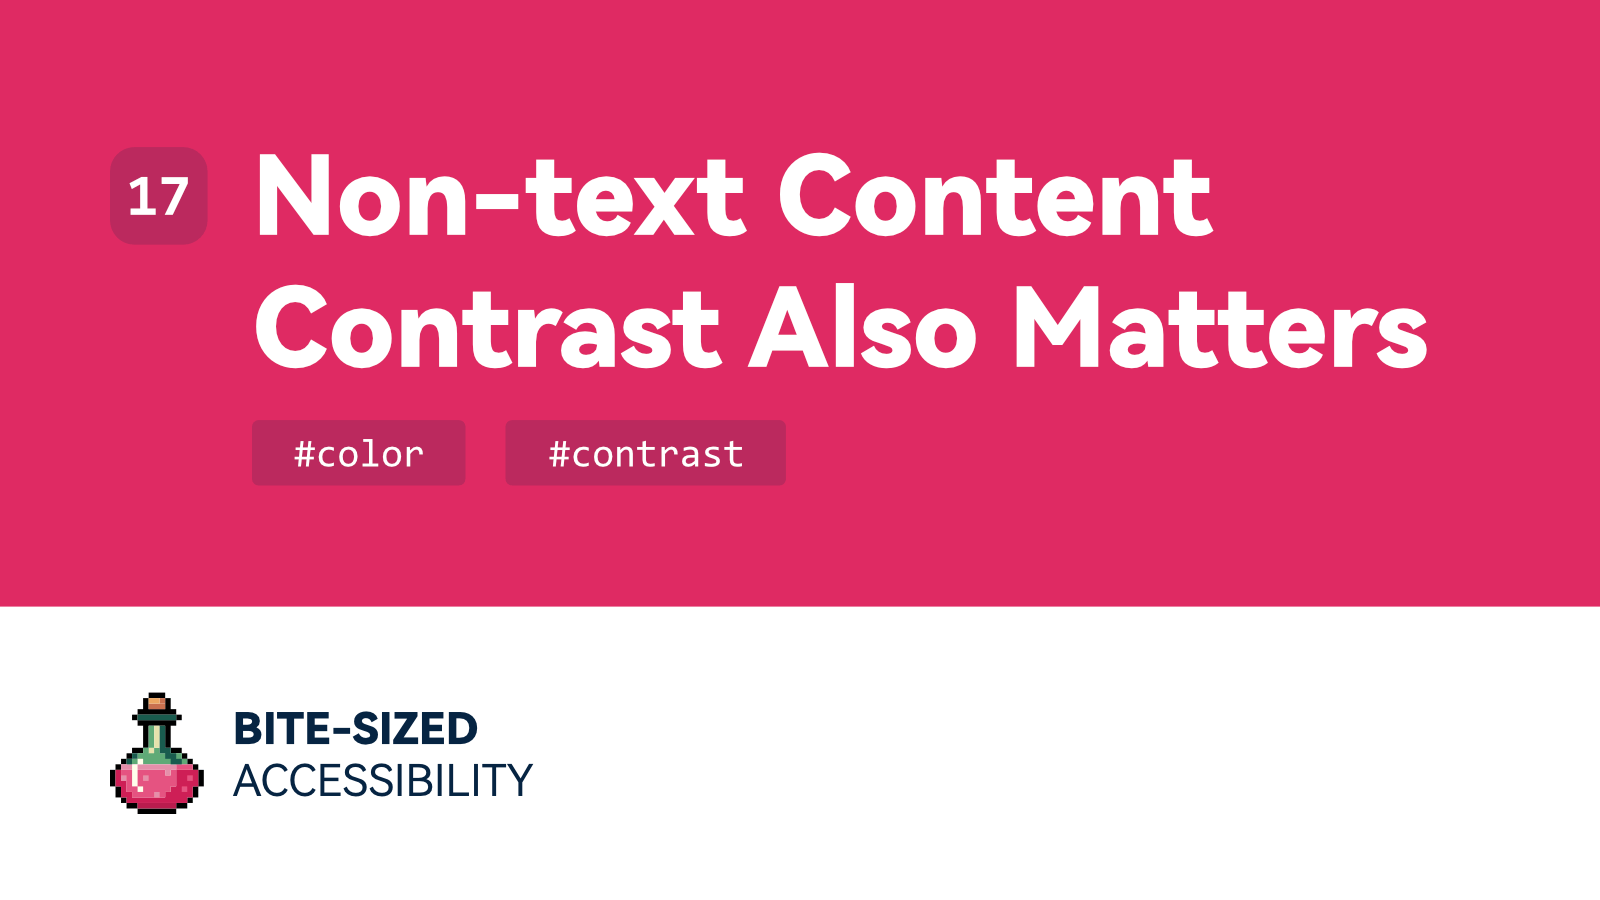 17
Non-text Content
Contrast Also Matters
#color #contrast
BITE-SIZED
ACCESSIBILITY